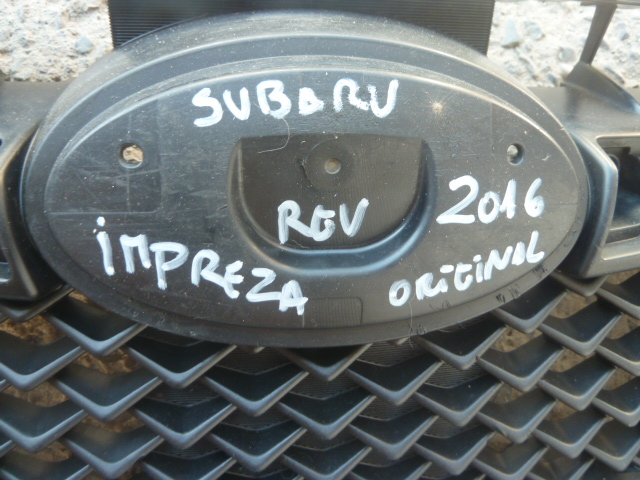 SUBARU
REV 2016
iMPREZA ORiGiNAL